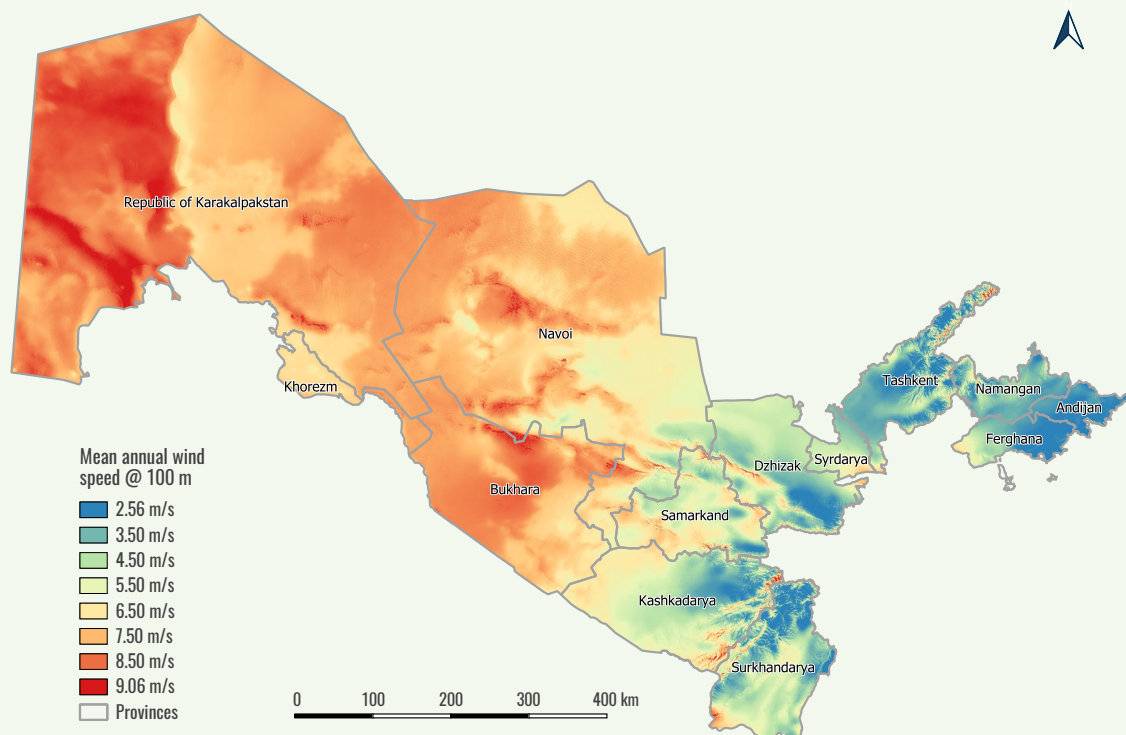 Republic of Karakalpakstan
Navoi
Khorezm
Tashkent
Namangan
Andijan
Ferghana
Syrdarya
Dzhizak
Bukhara
Samarkand
Kashkadarya
Surkhandarya
Mean annual wind
speed @ 100 m
2.56 m/s
3.50 m/s
4.50 m/s
5.50 m/s
6.50 m/s
7.50 m/s
8.50 m/s
9.06 m/s
Provinces
0 100 200 300 400 km